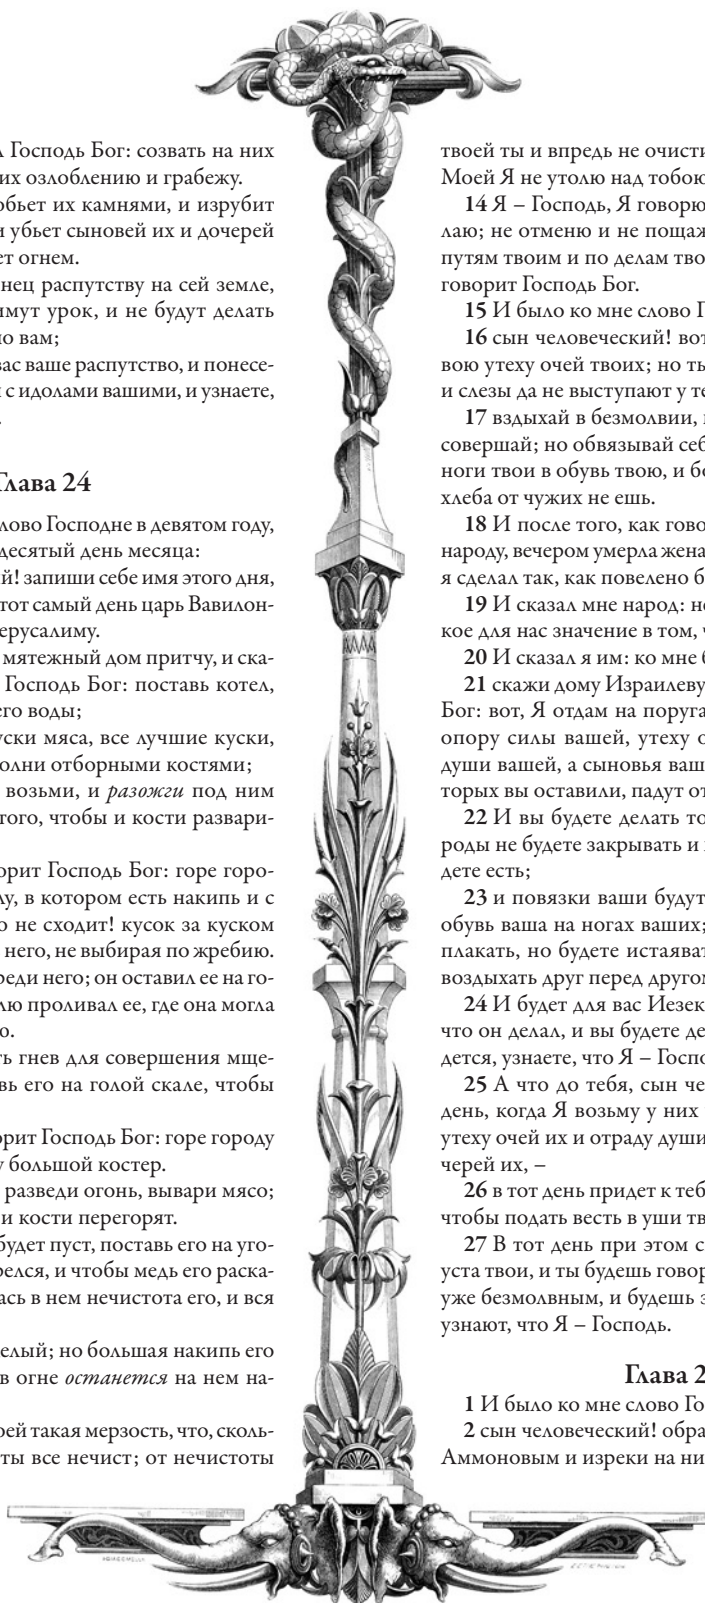 Господь Бог: созвать на них
их озлоблению и грабежу.
обьет их камнями, и изрубит
и убьет сыновей их и дочерей
ет огнем.
нец распутству на сей земле,
имут урок, и не будут делать
но вам;
вас ваше распутство, и понесе-
с идолами вашими, и узнаете,
Глава 24
лово Господне в девятом году,
десятый день месяца:
й! запиши себе имя этого дня,
тот самый день царь Вавилон-
ерусалиму.
мятежный дом притчу, и ска-
Господь Бог: поставь котел,
его воды;
уски мяса, все лучшие куски,
полни отборными костями;
возьми, и разожги под ним
того, чтобы и кости развари-
орит Господь Бог: горе горо-
лу, в котором есть накипь и с
о не сходит! кусок за куском
него, не выбирая по жребию.
реди него; он оставил ее на го-
лю проливал ее, где она могла
ю.
ть гнев для совершения мще-
вь его на голой скале, чтобы
орит Господь Бог: горе городу
у большой костер.
разведи огонь, вывари мясо;
и кости перегорят.
будет пуст, поставь его на уго-
релся, и чтобы медь его раска-
ась в нем нечистота его, и вся
елый; но большая накипь его
в огне останется на нем на-
оей такая мерзость, что, сколь-
ты все нечист; от нечистоты
твоей ты и впредь не очисти
Моей Я не утолю над тобою
14 Я – Господь, Я говорю
лаю; не отменю и не пощаж
путям твоим и по делам тво
говорит Господь Бог.
15 И было ко мне слово Г
16 сын человеческий! вот
вою утеху очей твоих; но ты
и слезы да не выступают у те
17 вздыхай в безмолвии,
совершай; но обвязывай себ
ноги твои в обувь твою, и бо
хлеба от чужих не ешь.
18 И после того, как гово
народу, вечером умерла жена
я сделал так, как повелено б
19 И сказал мне народ: не
кое для нас значение в том, ч
20 И сказал я им: ко мне б
21 скажи дому Израилеву
Бог: вот, Я отдам на поруга
опору силы вашей, утеху о
души вашей, а сыновья ваш
торых вы оставили, падут от
22 И вы будете делать то
роды не будете закрывать и
дете есть;
23 и повязки ваши будут
обувь ваша на ногах ваших;
плакать, но будете истаяват
воздыхать друг перед другом
24 И будет для вас Иезек
что он делал, и вы будете де
дется, узнаете, что Я – Госп
25 А что до тебя, сын че
день, когда Я возьму у них
утеху очей их и отраду души
черей их, –
26 в тот день придет к теб
чтобы подать весть в уши тв
27 В тот день при этом с
уста твои, и ты будешь говор
уже безмолвным, и будешь з
узнают, что Я – Господь.
Глава 2
1 И было ко мне слово Го
2 сын человеческий! обра
Аммоновым и изреки на ни